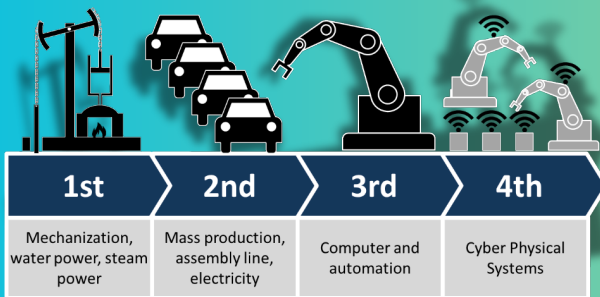 1st
2nd
3rd
4th
Mechanization,
water power, steam
power
Mass production,
assembly line,
electricity
Computer and
automation
Cyber Physical
Systems